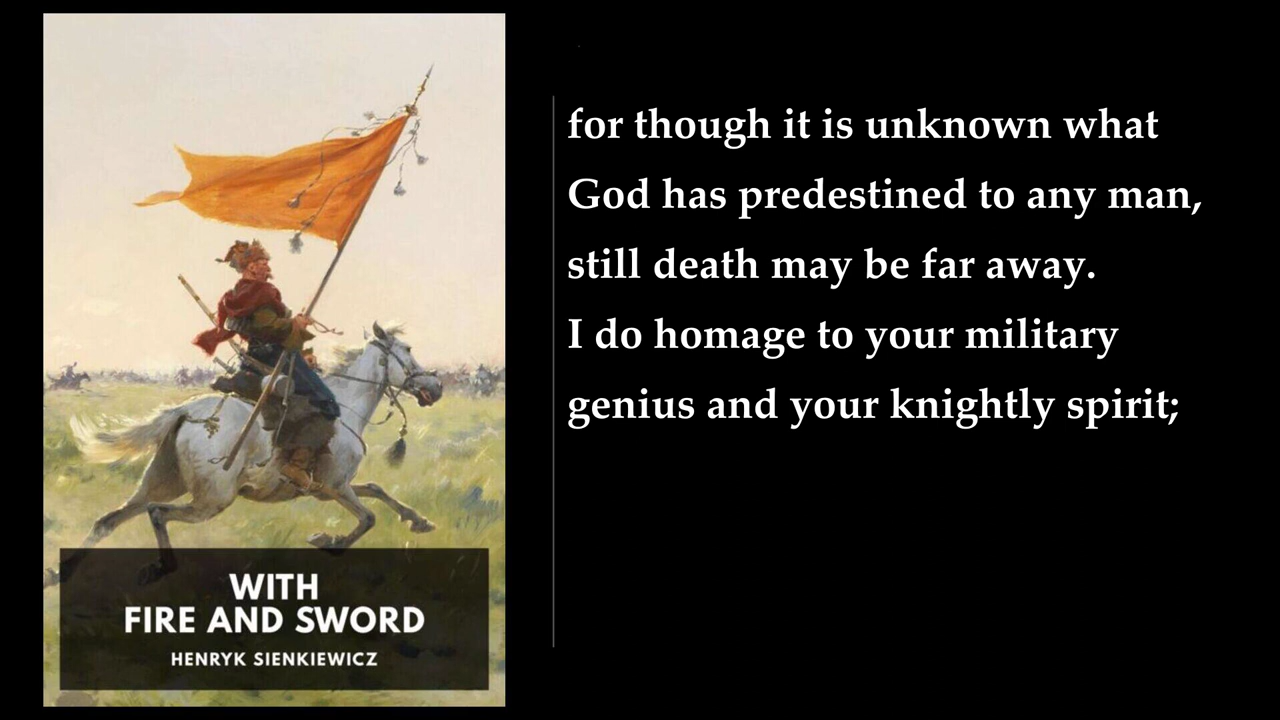 for though it is unknown what
God has predestined to any man,
still death may be far away.
I do homage to your military
genius and your knightly spirit;
WITH
FIRE AND SWORD
HENRYK SIENKIEWICZ